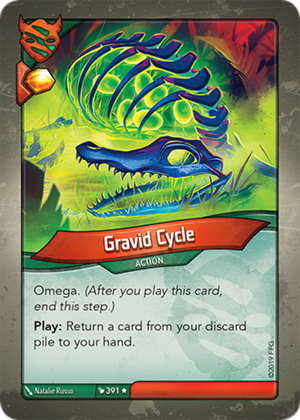 Gravid Cycle
ACTION
Omega. (After you play this card,
end this step.)
Play: Return a card from your discard
pile to your hand.
©2019 FFG
Natalie Russo
391 ★